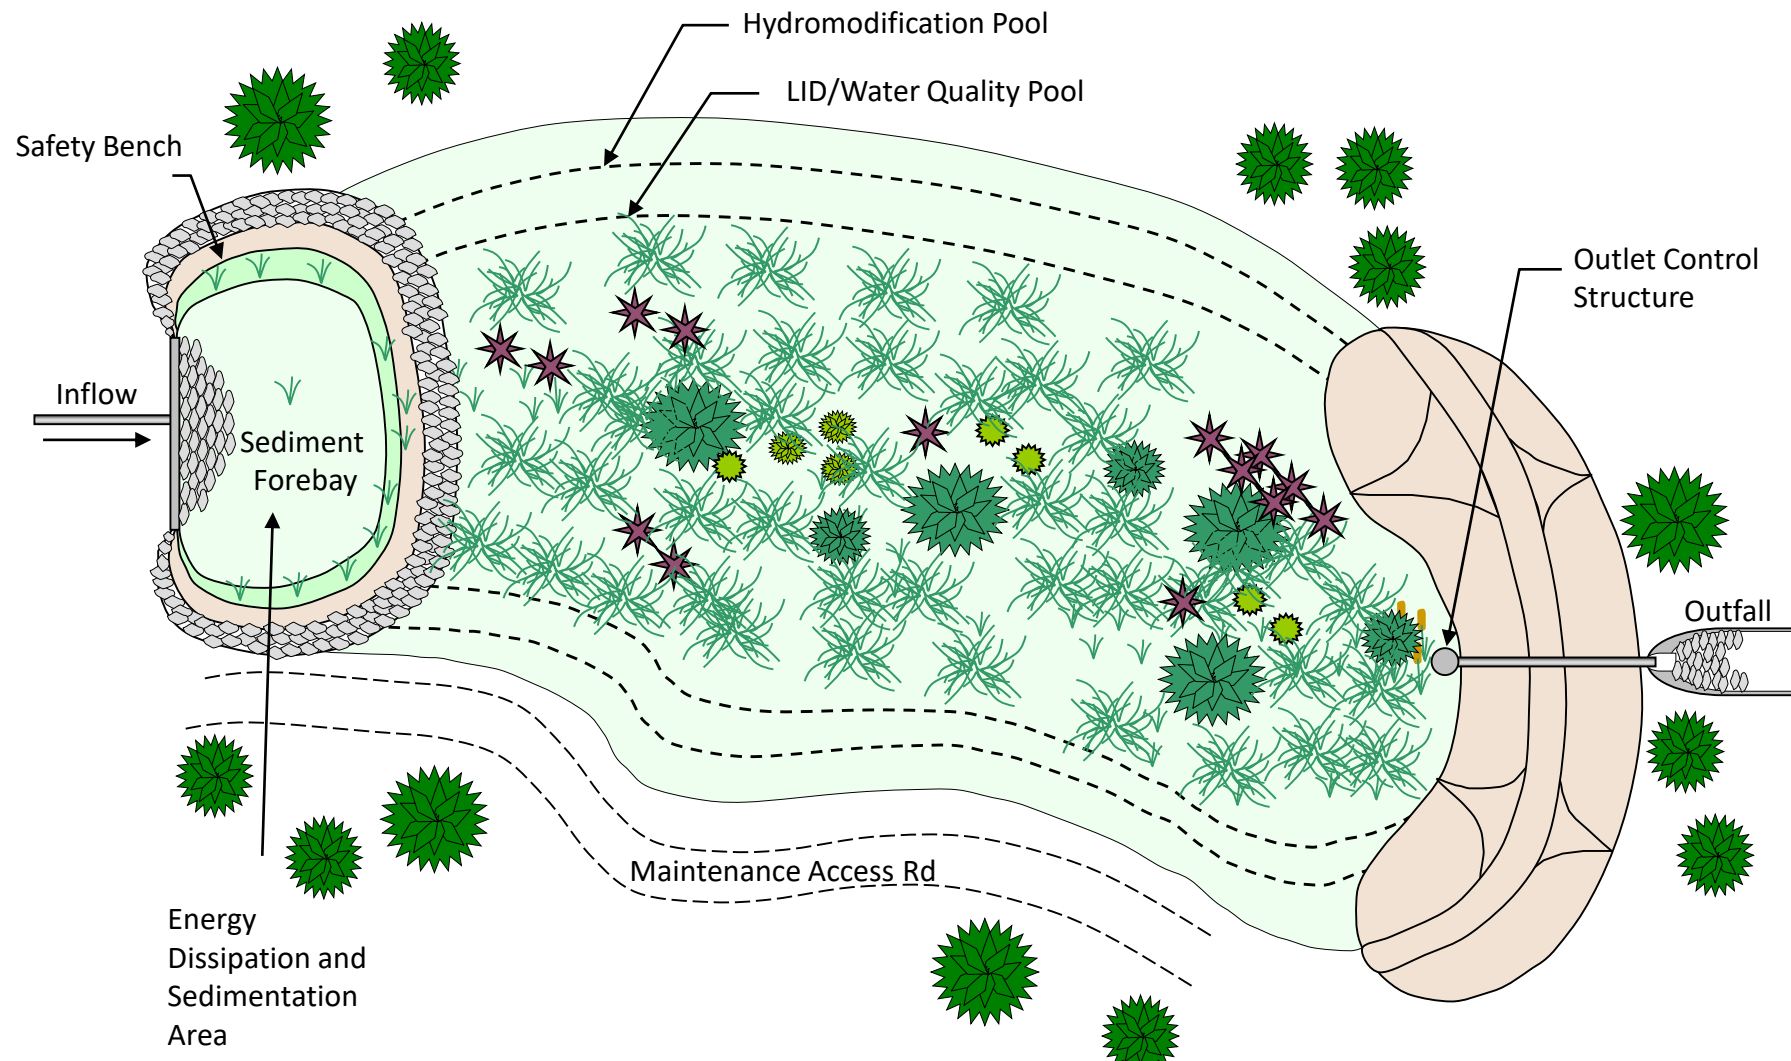 Hydromodification Pool
LID/Water Quality Pool
Safety Bench
Outlet Control
Structure
Inflow
Sediment
Forebay
Outfall
Maintenance Access Rd
Energy
Dissipation and
Sedimentation
Area